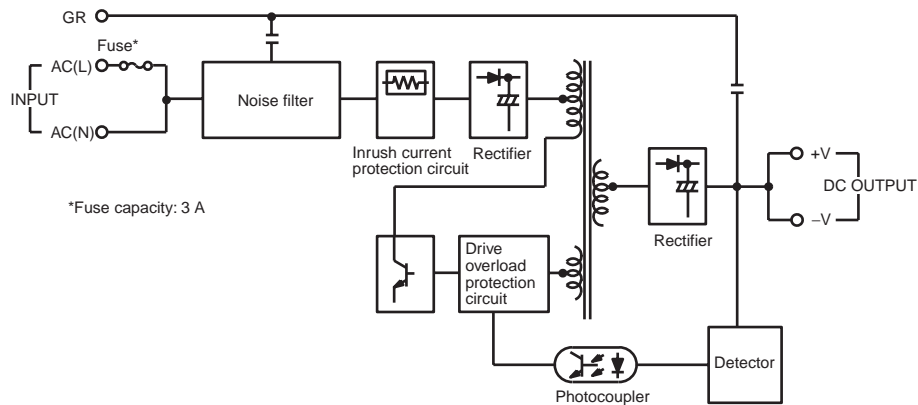 GR
Fuse*
AC(L)
INPUT
AC(N)
Noise filter
Inrush current
protection circuit
Rectifier
*Fuse capacity: 3 A
Drive
overload
protection
circuit
Rectifier
+V
DC OUTPUT
−V
Photocoupler
Detector